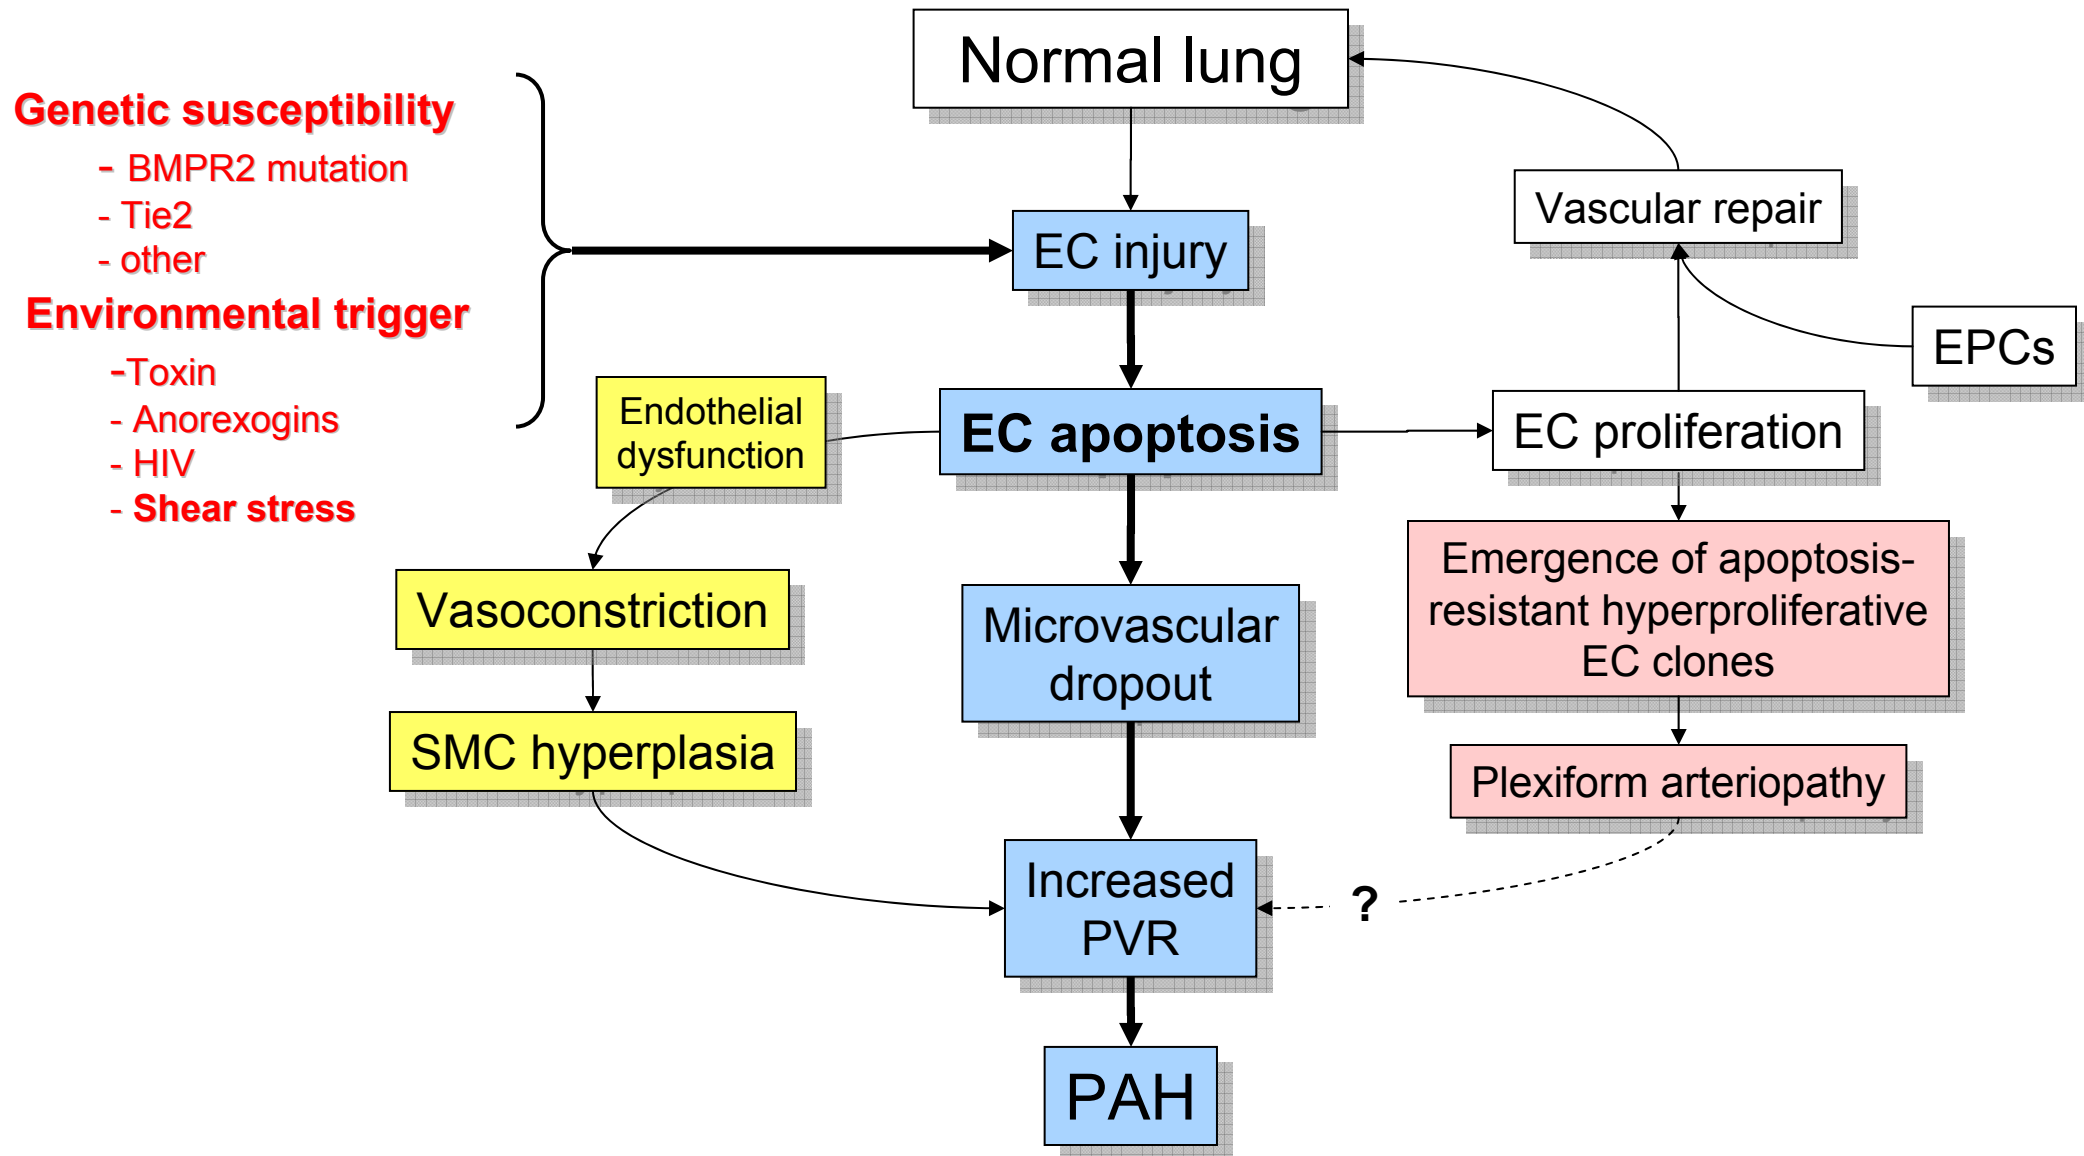 Normal lung
Genetic susceptibility
- BMPR2 mutation
- Tie2
- other
Environmental trigger
-Toxin
- Anorexogins
- HIV
- Shear stress
EC injury
Vascular repair
EPCs
Endothelial
dysfunction
EC apoptosis
EC proliferation
Vasoconstriction
Microvascular
dropout
Emergence of apoptosis-
resistant hyperproliferative
EC clones
SMC hyperplasia
Plexiform arteriopathy
Increased
PVR
?
PAH